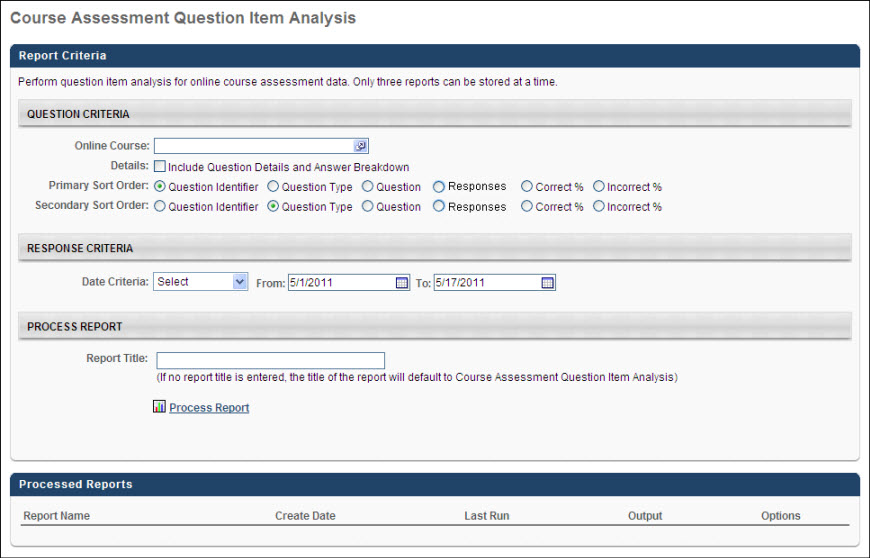 Course Assessment Question Item Analysis
Report Criteria
Perform question item analysis for online course assessment data. Only three reports can be stored at a time.
QUESTION CRITERIA
Online Course:
Details: Include Question Details and Answer Breakdown
Primary Sort Order: Question Identifier Question Type Question Responses Correct % Incorrect %
Secondary Sort Order: Question Identifier Question Type Question Responses Correct % Incorrect %
RESPONSE CRITERIA
Date Criteria: Select From: 5/1/2011 To: 5/17/2011
PROCESS REPORT
Report Title:
(If no report title is entered, the title of the report will default to Course Assessment Question Item Analysis)
Process Report
Processed Reports
Report Name Create Date Last Run Output Options